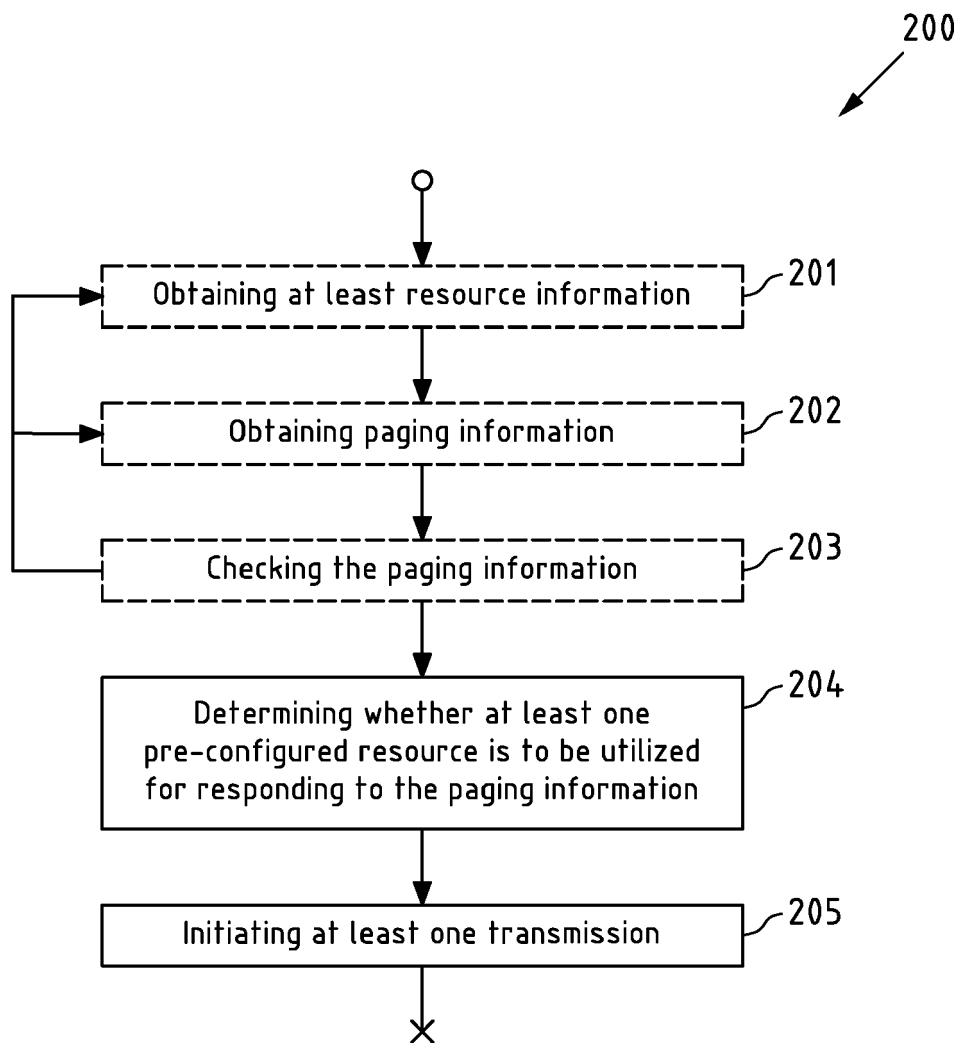 200
Obtaining at least resource information
201
Obtaining paging information
202
Checking the paging information
203
Determining whether at least one
pre-configured resource is to be utilized
for responding to the paging information
204
Initiating at least one transmission
205